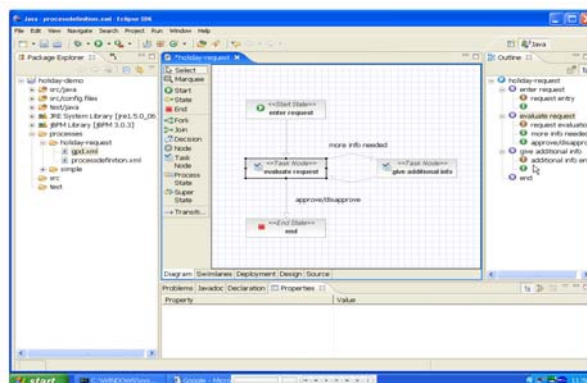 Java - processdefinition.xml - Eclipse SDK
File Edit View Navigate Search Project Run Window Help
Java
Package Explorer
holiday-demo
src/java
src/config.files
test/java
JRE System Library [jre1.5.0_06
jBPM Library [jBPM 3.0.3]
processes
holiday-request
gpd.xml
processdefinition.xml
simple
src
test
*holiday-request
Select
Marquee
Start
State
End
Fork
Join
Decision
Node
Task
Node
Process
State
Super
State
Transiti...
<<Start State>>
enter request
more info needed
<<Task Node>>
evaluate request
<<Task Node>>
give additional info
approve/disapprove
<<End State>>
end
Diagram Swimlanes Deployment Design Source
Outline
holiday-request
enter request
request entry
evaluate request
request evaluatio
more info needed
approve/disappro
give additional info
additional info en
end
Problems Javadoc Declaration Properties
Property Value
start
Google - Micro